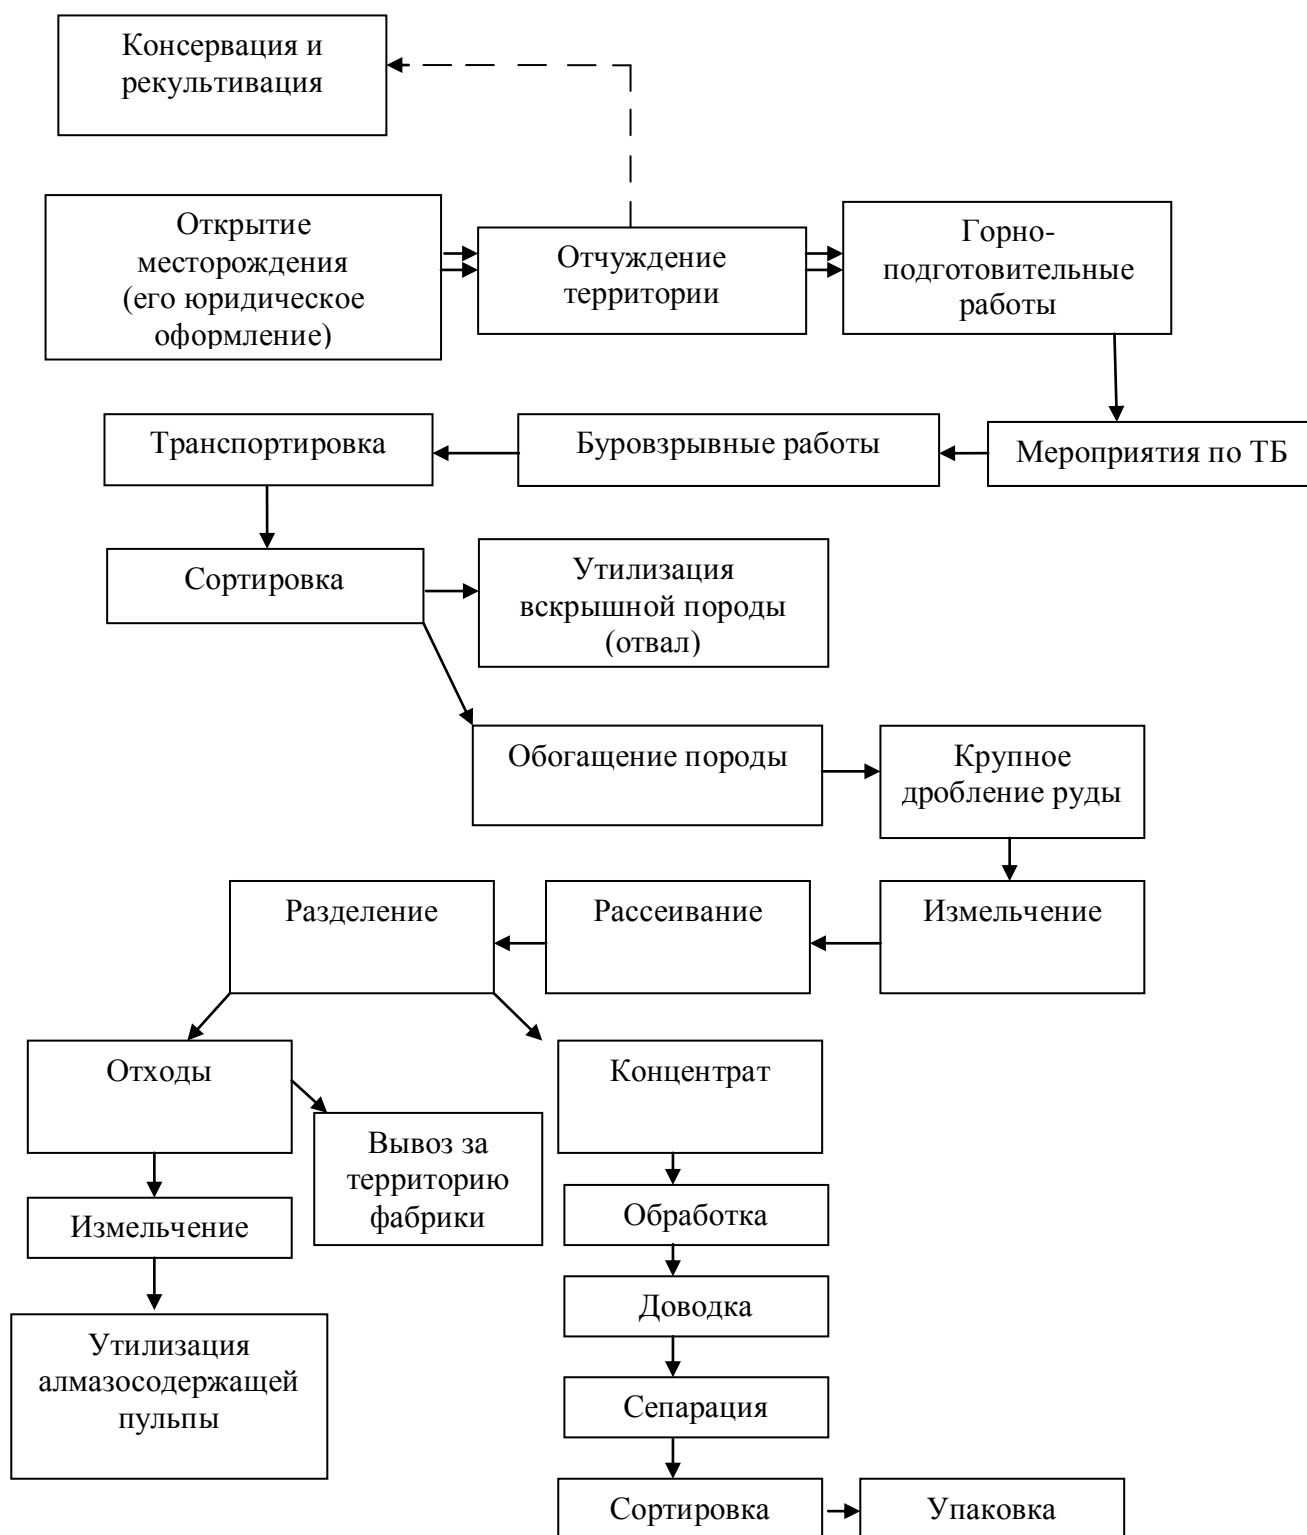 Консервация и
рекультивация
Открытие
месторождения
(его юридическое
оформление)
Отчуждение
территории
Горно-
подготовительные
работы
Транспортировка
Буровзрывные работы
Мероприятия по ТБ
Сортировка
Утилизация
вскрышной породы
(отвал)
Обогащение породы
Крупное
дробление руды
Разделение
Рассеивание
Измельчение
Отходы
Концентрат
Вывоз за
территорию
фабрики
Измельчение
Обработка
Доводка
Утилизация
алмазосодержащей
пульпы
Сепарация
Сортировка
Упаковка